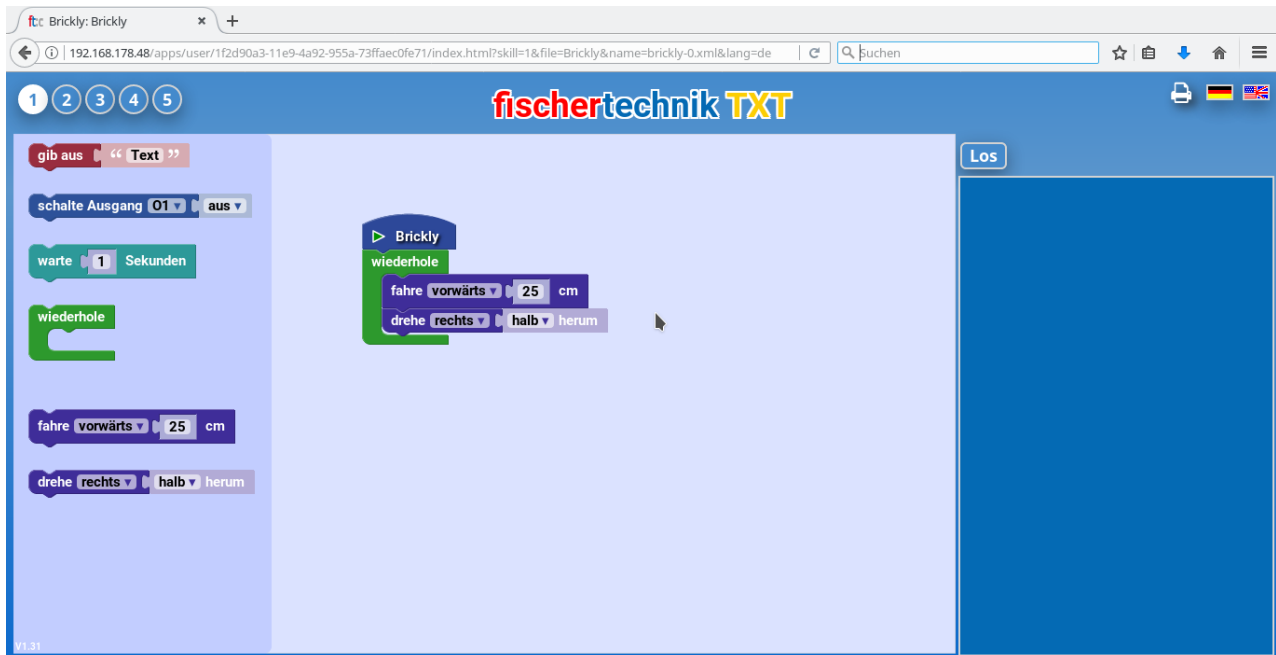 ftc Brickly: Brickly × +
192.168.178.48/apps/user/1f2d90a3-11e9-4a92-955a-73ffaec0fe71/index.html?skill=1&file=Brickly&name=brickly-0.xml&lang=de
Suchen
1 2 3 4 5
fischertechnik TXT
gib aus “ Text ”
schalte Ausgang O1 ▾ aus ▾
warte 1 Sekunden
wiederhole
fahre vorwärts ▾ 25 cm
drehe rechts ▾ halb ▾ herum
V1.31
Brickly
wiederhole
fahre vorwärts ▾ 25 cm
drehe rechts ▾ halb ▾ herum
Los